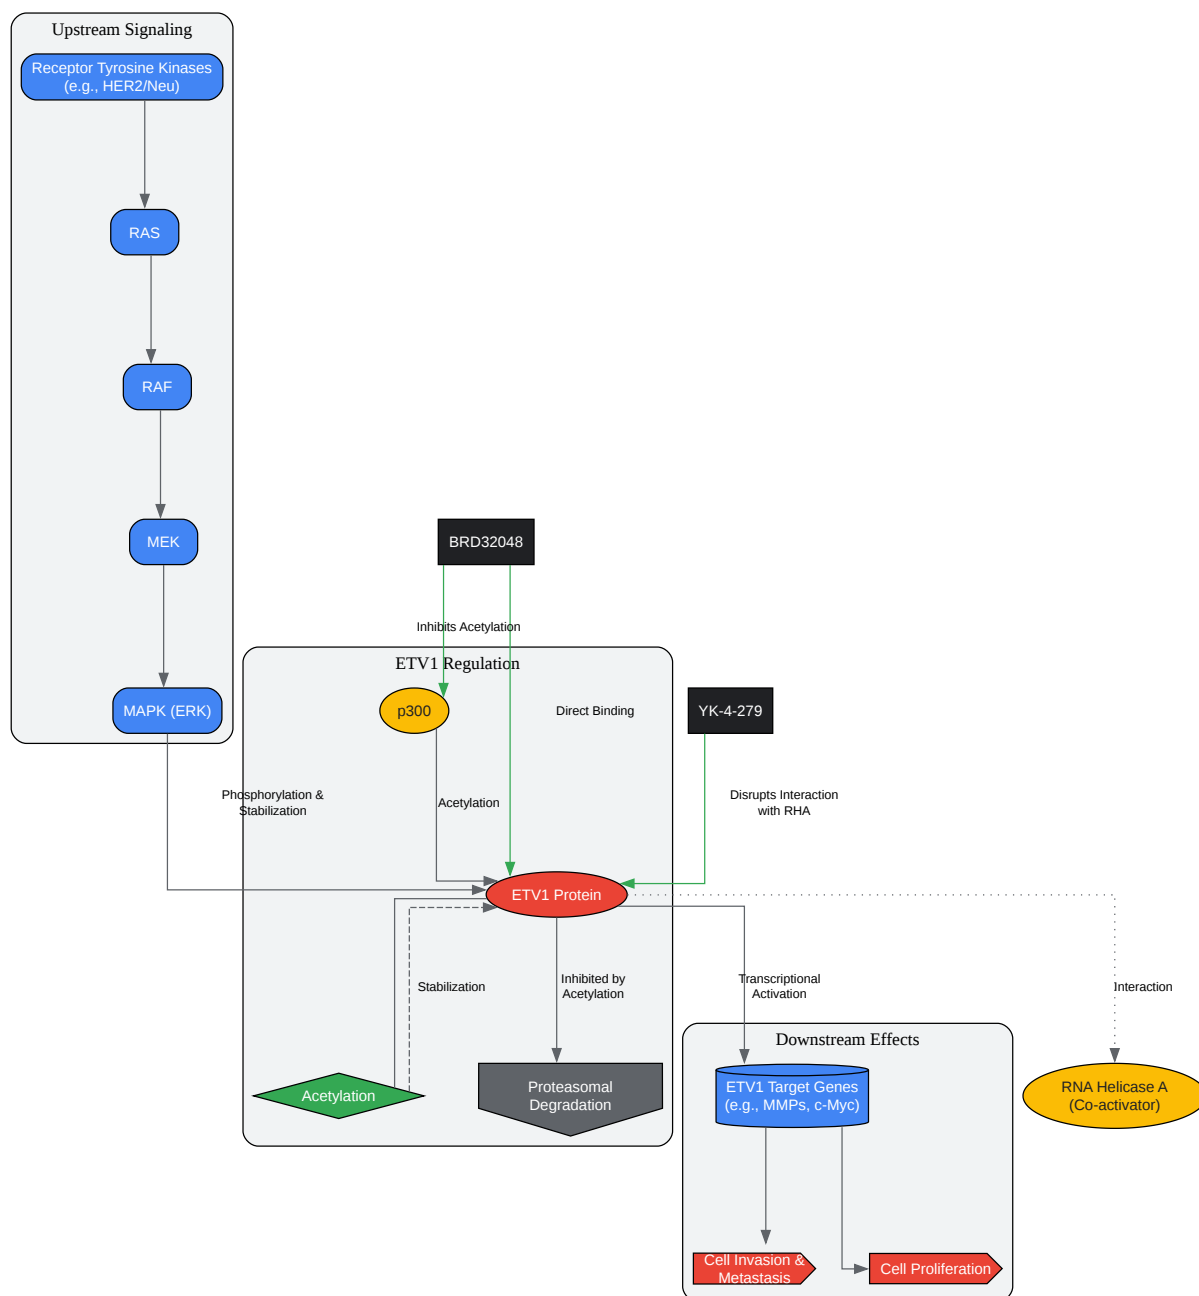 Upstream Signaling
Receptor Tyrosine Kinases
(e.g., HER2/Neu)
RAS
RAF
MEK
BRD32048
Inhibits Acetylation
ETV1 Regulation
MAPK (ERK)
p300
Direct Binding
YK-4-279
Phosphorylation &
Stabilization
Acetylation
Disrupts Interaction
with RHA
ETV1 Protein
Stabilization
Inhibited by
Acetylation
Transcriptional
Activation
Interaction
Downstream Effects
Acetylation
Proteasomal
Degradation
ETV1 Target Genes
(e.g., MMPs, c-Myc)
RNA Helicase A
(Co-activator)
Cell Invasion &
Metastasis
Cell Proliferation